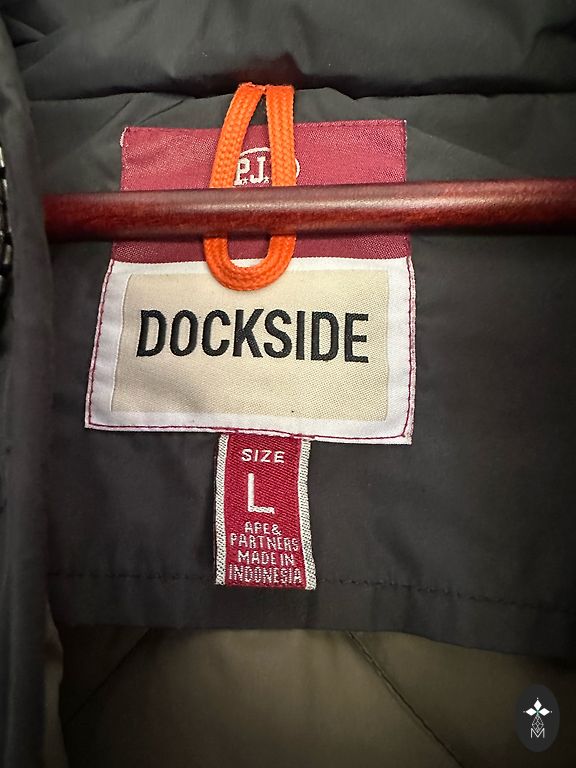 P.J.
DOCKSIDE
SIZE
L
APE&
PARTNERS
MADE IN
INDONESIA
M